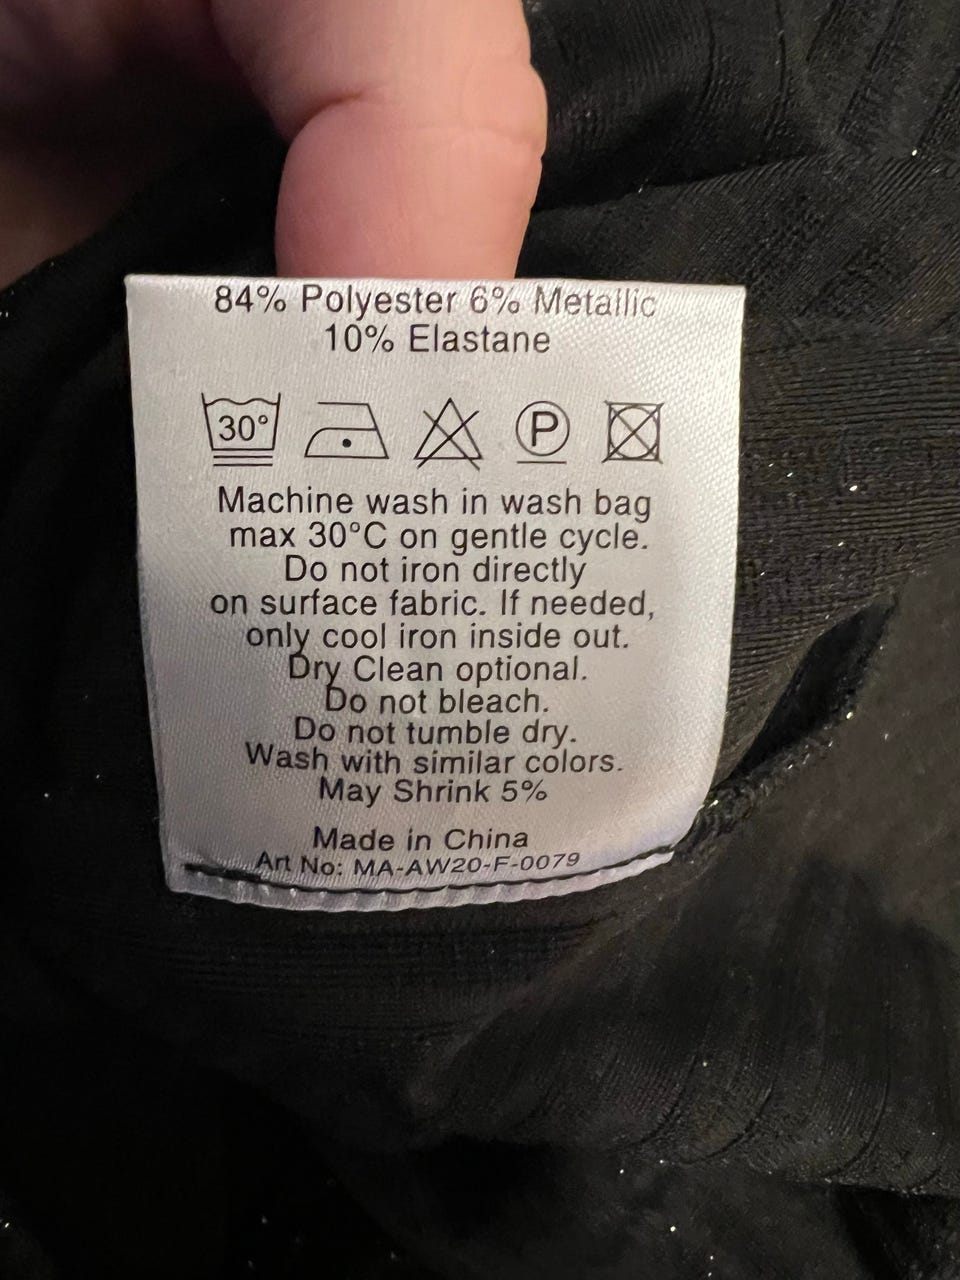 84% Polyester 6% Metallic
10% Elastane
30° P
Machine wash in wash bag
max 30°C on gentle cycle.
Do not iron directly
on surface fabric. If needed,
only cool iron inside out.
Dry Clean optional.
Do not bleach.
Do not tumble dry.
Wash with similar colors.
May Shrink 5%
Made in China
Art No: MA-AW20-F-0079